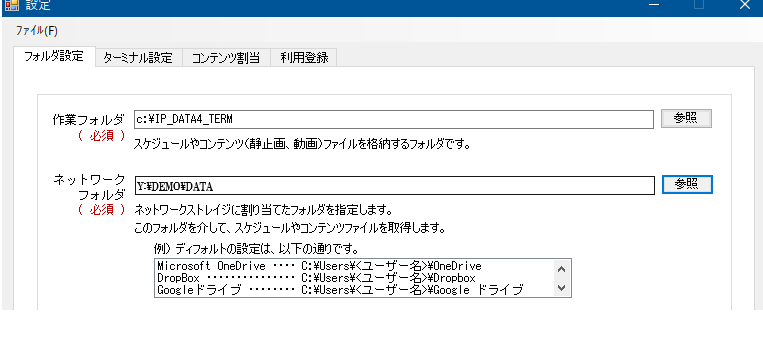 設定
ファイル(F)
フォルダ設定 ターミナル設定 コンテンツ割当 利用登録
作業フォルダ c:¥IP_DATA4_TERM 参照
( 必須 )
スケジュールやコンテンツ(静止画、動画)ファイルを格納するフォルダです。
ネットワーク
フォルダ Y:¥DEMO¥DATA 参照
( 必須 ) ネットワークストレイジに割り当てたフォルダを指定します。
このフォルダを介して、スケジュールやコンテンツファイルを取得します。
例) ディフォルトの設定は、以下の通りです。
Microsoft OneDrive ···· C:¥Users¥<ユーザー名>¥OneDrive
DropBox ·············· C:¥Users¥<ユーザー名>¥Dropbox
Googleドライブ ········ C:¥Users¥<ユーザー名>¥Google ドライブ